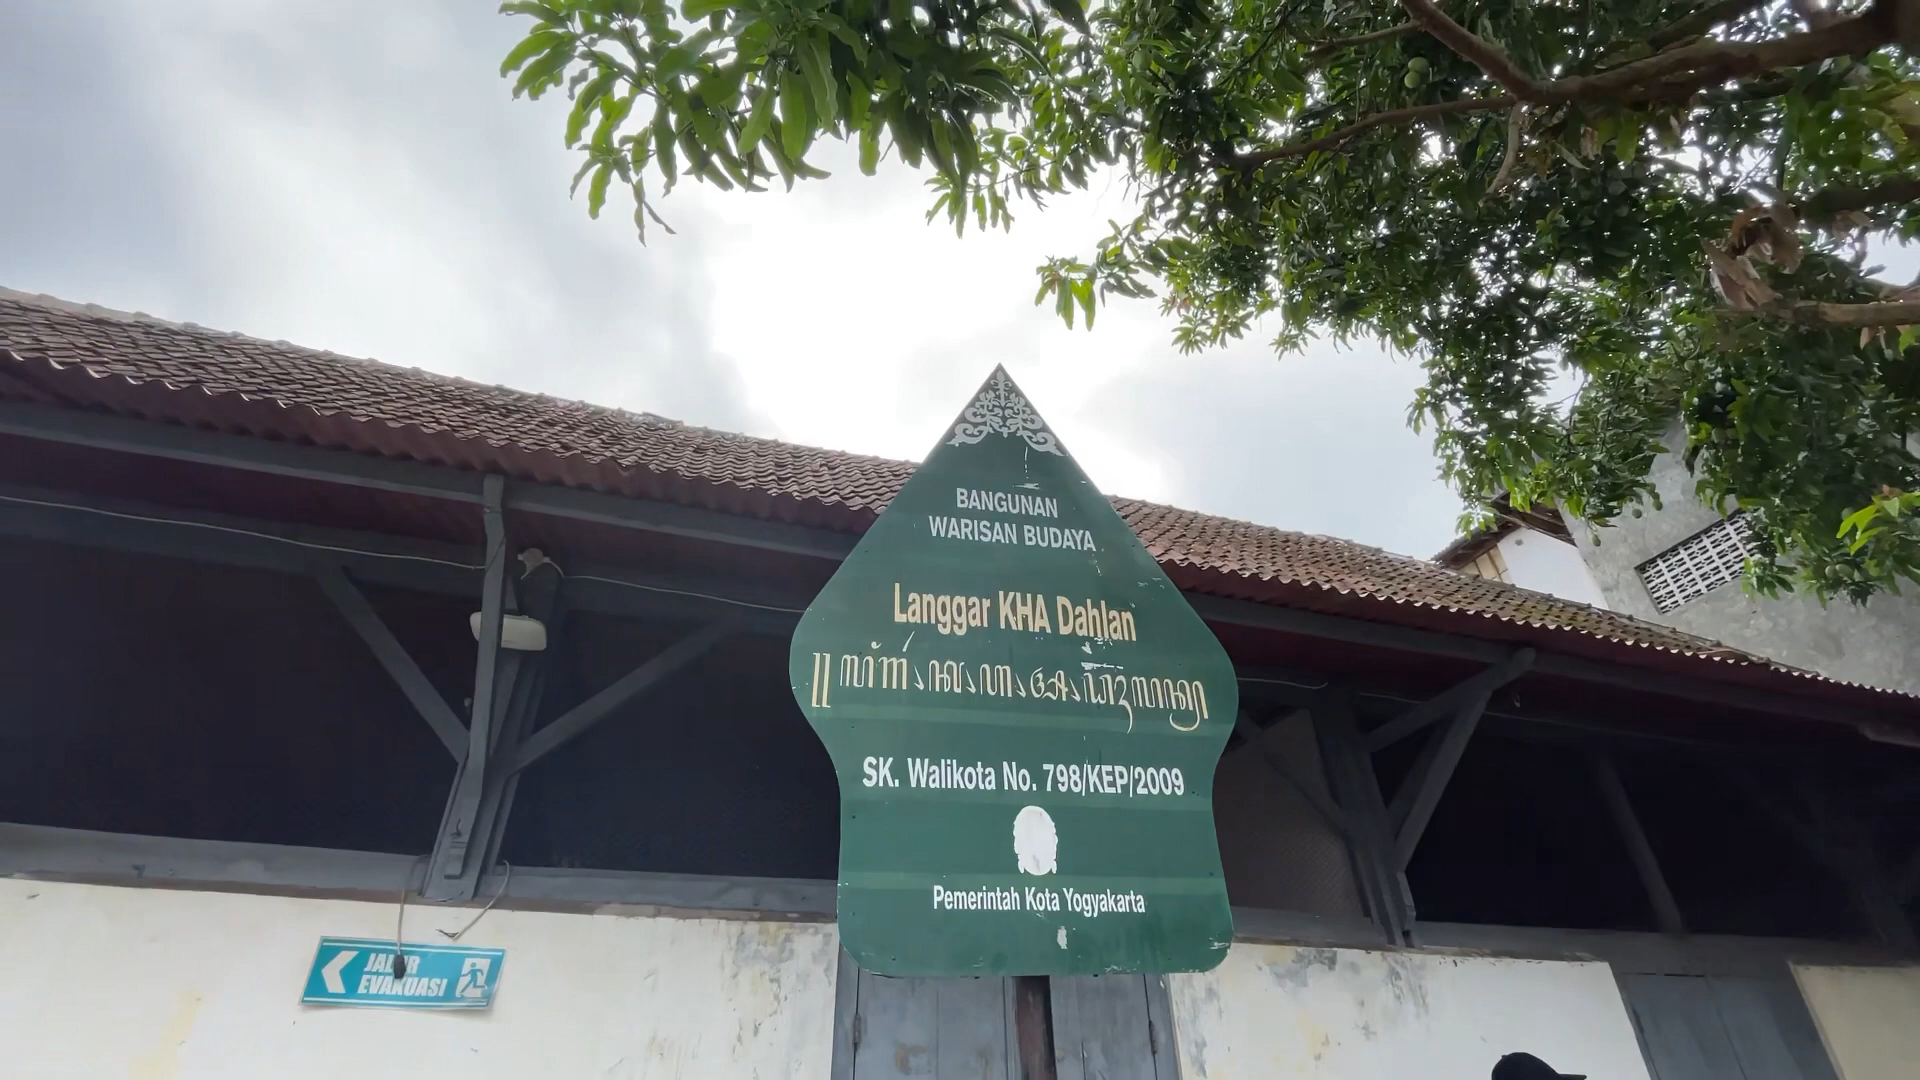 BANGUNAN
WARISAN BUDAYA
Langgar KHA Dahlan
SK. Walikota No. 798/KEP/2009
Pemerintah Kota Yogyakarta
JALUR
EVAKUASI